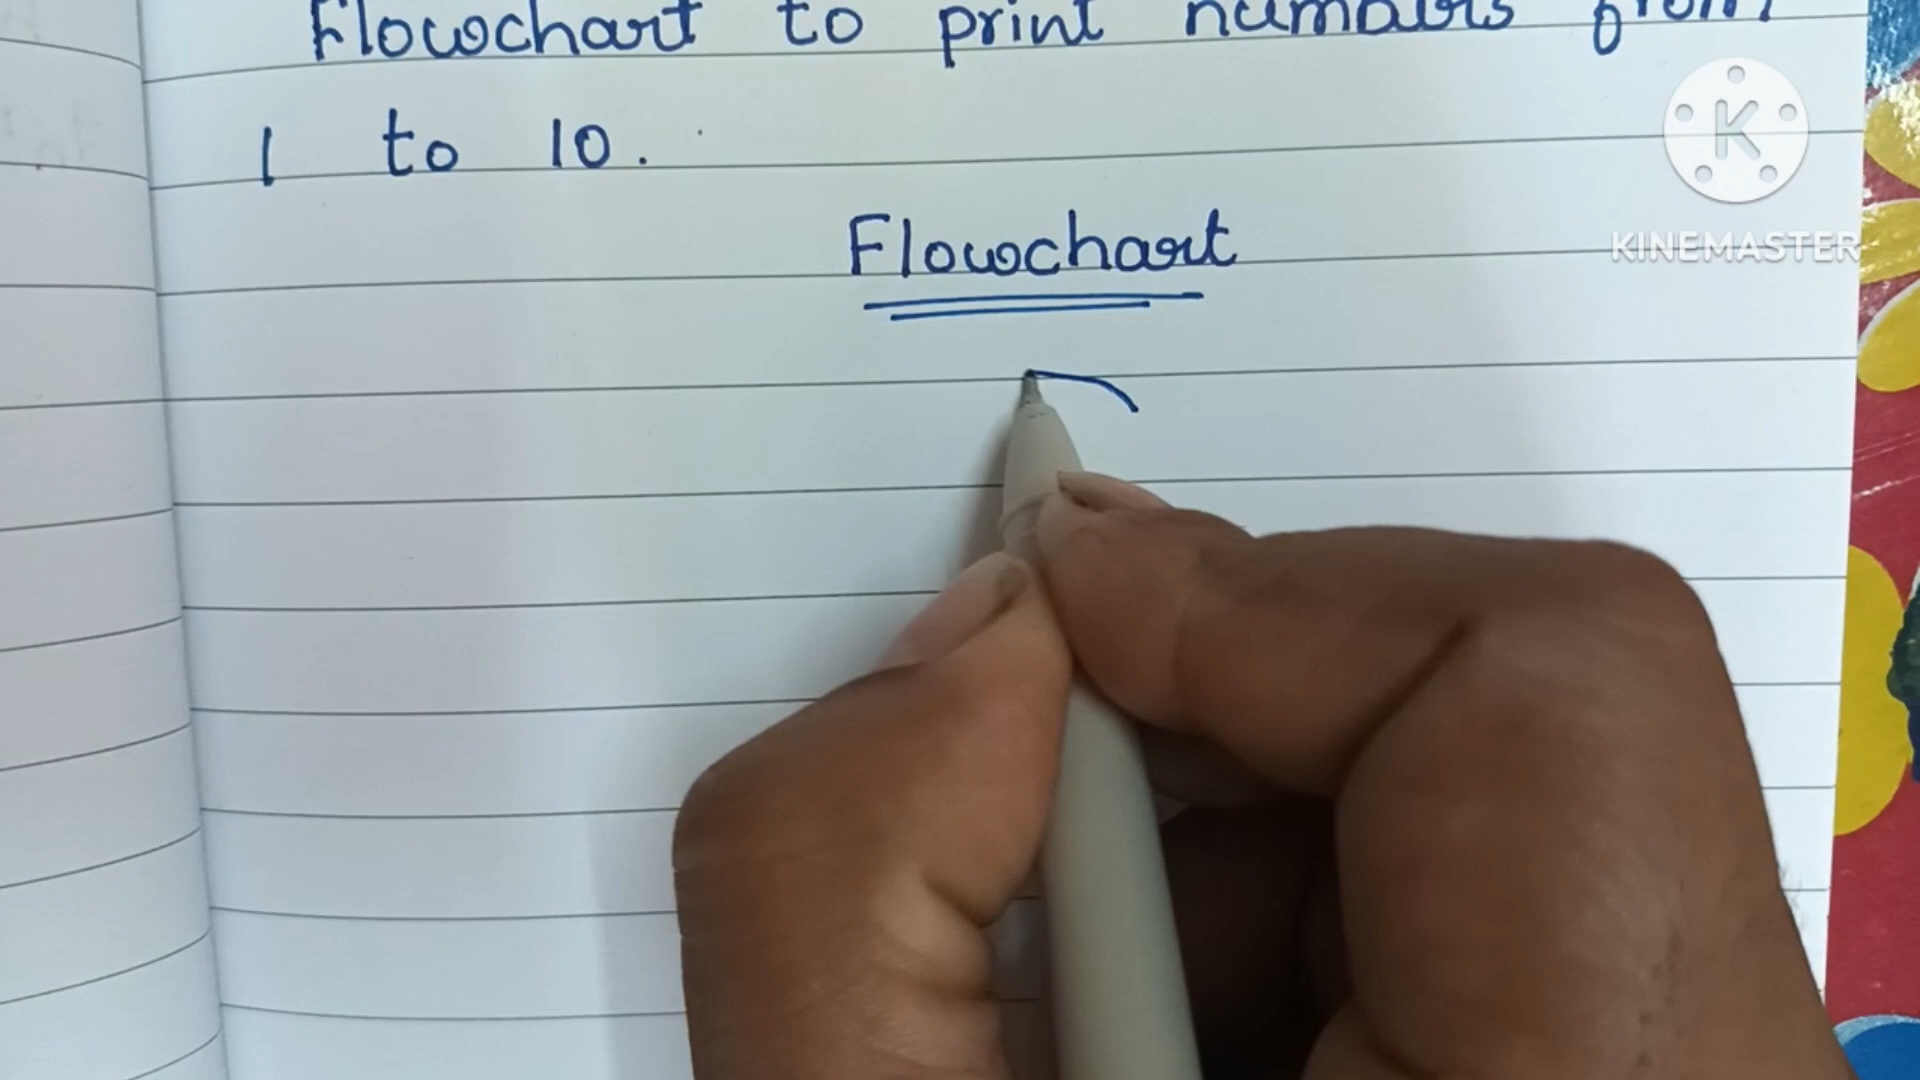 Flowchart to print numbers from
1 to 10.
Flowchart
K
KINEMASTER